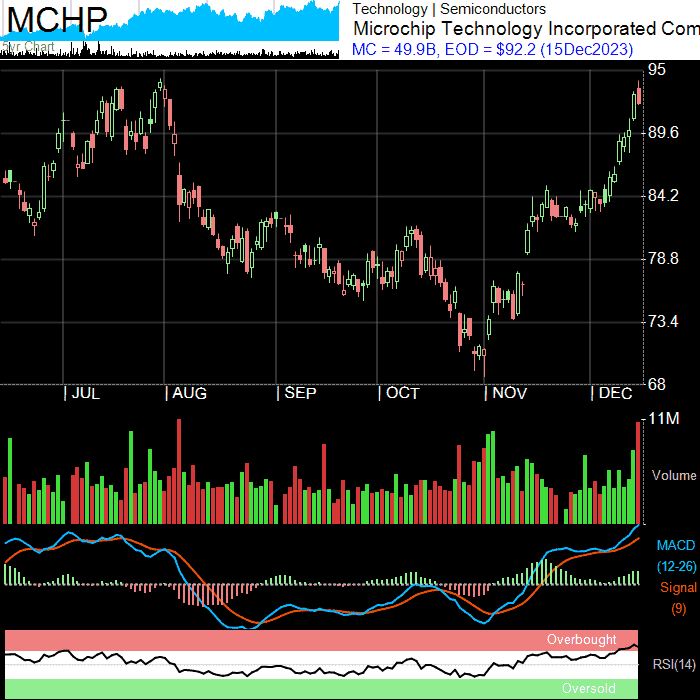 MCHP
5yr Chart
Technology | Semiconductors
Microchip Technology Incorporated Com
MC = 49.9B, EOD = $92.2 (15Dec2023)
95
89.6
84.2
78.8
73.4
68
| JUL | AUG | SEP | OCT | NOV | DEC
11M
Volume
MACD
(12-26)
Signal
(9)
Overbought
RSI(14)
Oversold